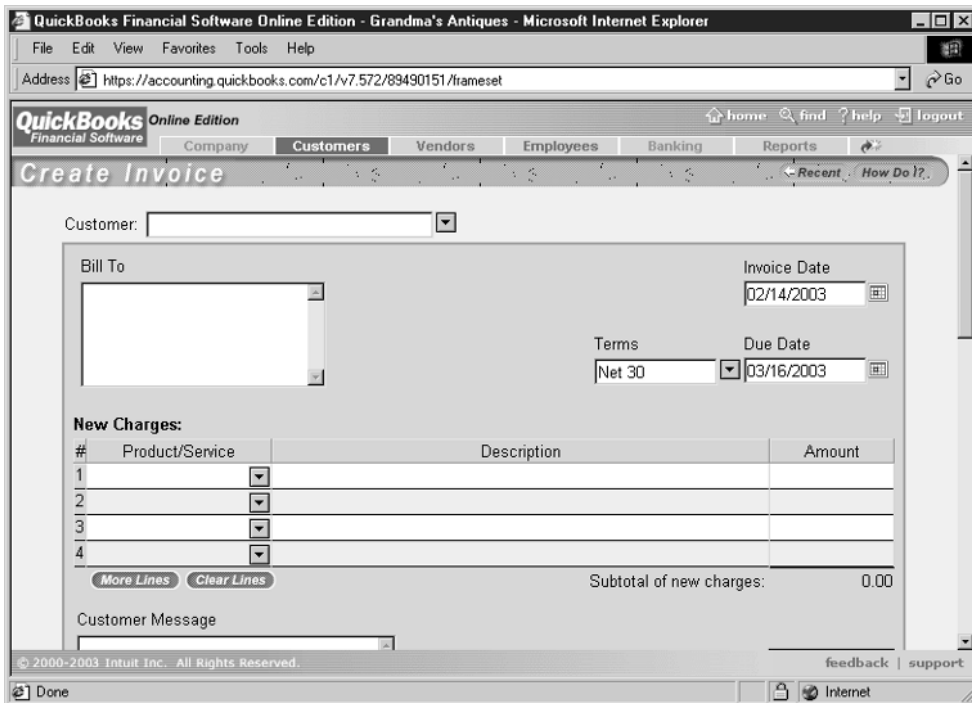 QuickBooks Financial Software Online Edition - Grandma's Antiques - Microsoft Internet Explorer
File Edit View Favorites Tools Help
Address https://accounting.quickbooks.com/c1/v7.572/89490151/frameset Go
QuickBooks Online Edition home find ? help logout
Financial Software
Company Customers Vendors Employees Banking Reports
Create Invoice Recent How Do I?
Customer:
Bill To Invoice Date
02/14/2003
Terms Due Date
Net 30 03/16/2003
New Charges:
# Product/Service Description Amount
1
2
3
4
More Lines Clear Lines Subtotal of new charges: 0.00
Customer Message
© 2000-2003 Intuit Inc. All Rights Reserved. feedback | support
Done Internet